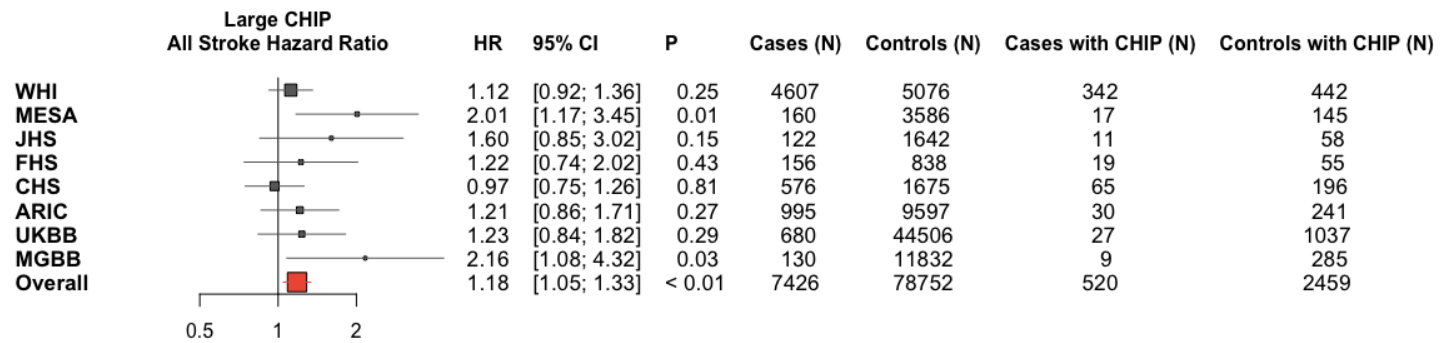 Large CHIP
All Stroke Hazard Ratio HR 95% CI P Cases (N) Controls (N) Cases with CHIP (N) Controls with CHIP (N)
WHI 1.12 [0.92; 1.36] 0.25 4607 5076 342 442
MESA 2.01 [1.17; 3.45] 0.01 160 3586 17 145
JHS 1.60 [0.85; 3.02] 0.15 122 1642 11 58
FHS 1.22 [0.74; 2.02] 0.43 156 838 19 55
CHS 0.97 [0.75; 1.26] 0.81 576 1675 65 196
ARIC 1.21 [0.86; 1.71] 0.27 995 9597 30 241
UKBB 1.23 [0.84; 1.82] 0.29 680 44506 27 1037
MGBB 2.16 [1.08; 4.32] 0.03 130 11832 9 285
Overall 1.18 [1.05; 1.33] < 0.01 7426 78752 520 2459
0.5 1 2